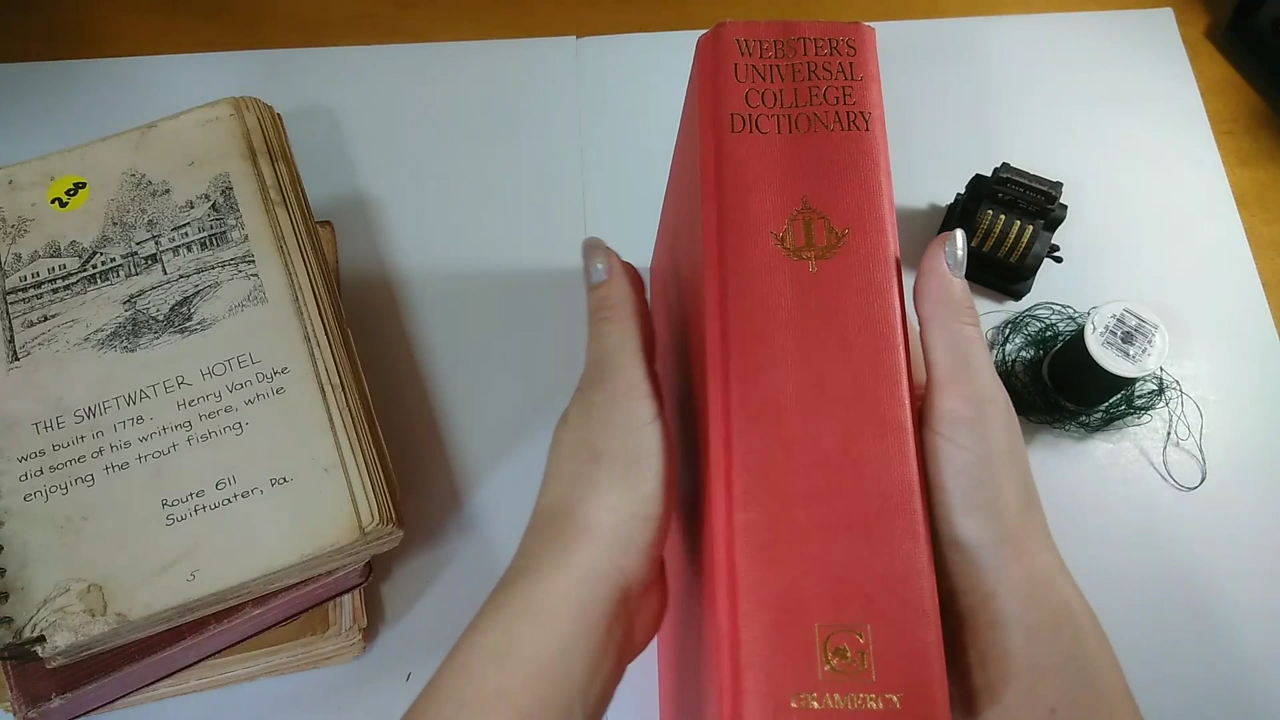 2.00
THE SWIFTWATER HOTEL
was built in 1778. Henry Van Dyke
did some of his writing here, while
enjoying the trout fishing.
Route 611
Swiftwater, Pa.
5
WEBSTER'S
UNIVERSAL
COLLEGE
DICTIONARY
GRAMERCY